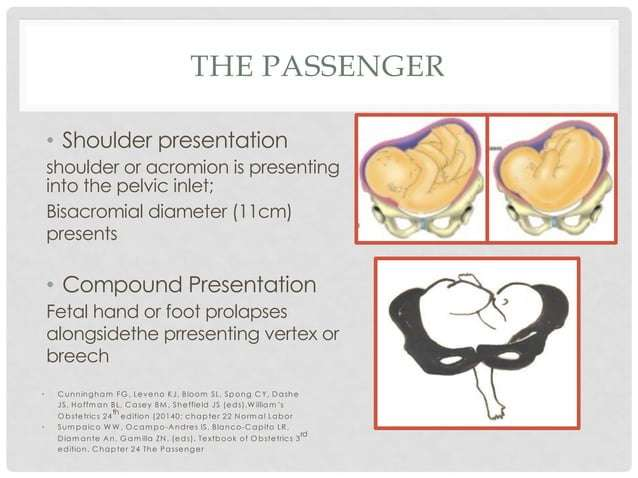 THE PASSENGER
• Shoulder presentation
shoulder or acromion is presenting
into the pelvic inlet;
Bisacromial diameter (11cm)
presents
• Compound Presentation
Fetal hand or foot prolapses
alongsidethe prresenting vertex or
breech
• Cunningham FG, Leveno KJ, Bloom SL, Spong CY, Dashe
JS, Hoffman BL, Casey BM, Sheffield JS (eds).William's
Obstetrics 24th edition (20140; chapter 22 Normal Labor
• Sumpaico WW, Ocampo-Andres IS, Blanco-Capito LR,
Diamante An, Gamilla ZN. (eds). Textbook of Obstetrics 3rd
edition. Chapter 24 The Passenger